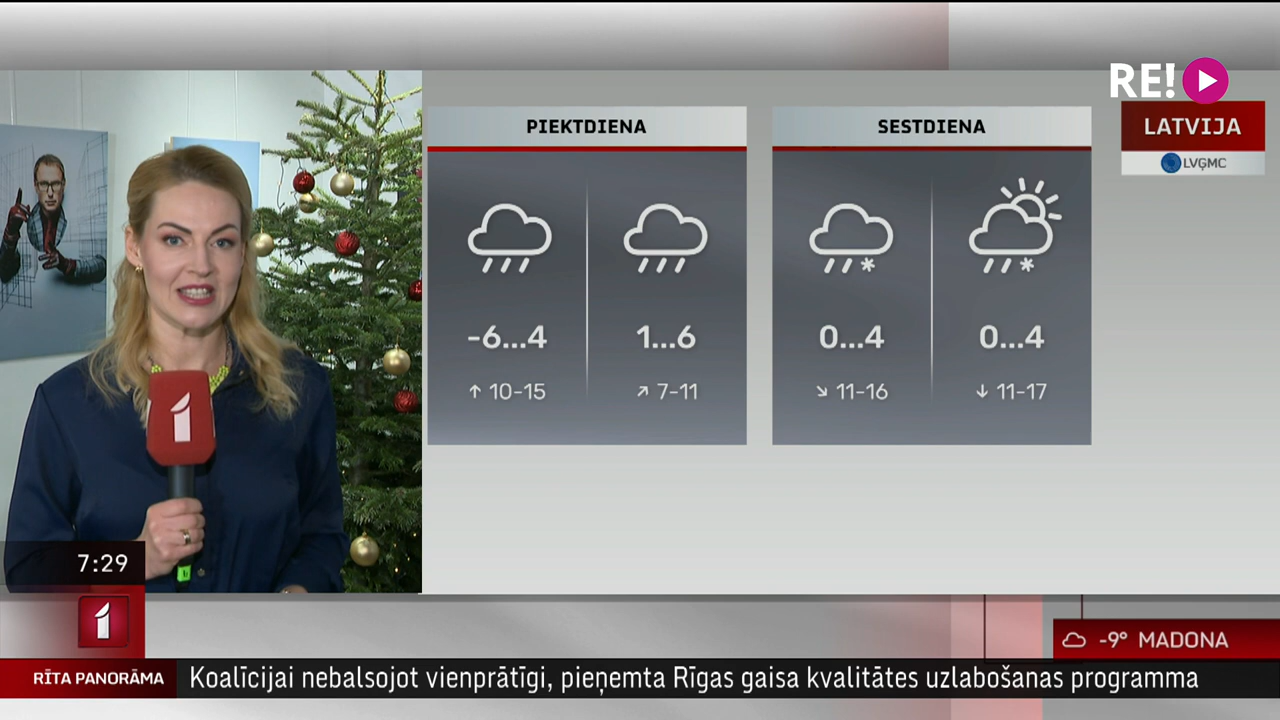 RE!
PIEKTDIENA
SESTDIENA
LATVIJA
LVĢMC
-6...4
1...6
0...4
0...4
↑ 10-15
↗ 7-11
↘ 11-16
↓ 11-17
1
7:29
1
-9° MADONA
RĪTA PANORĀMA
Koalīcijai nebalsojot vienprātīgi, pieņemta Rīgas gaisa kvalitātes uzlabošanas programma